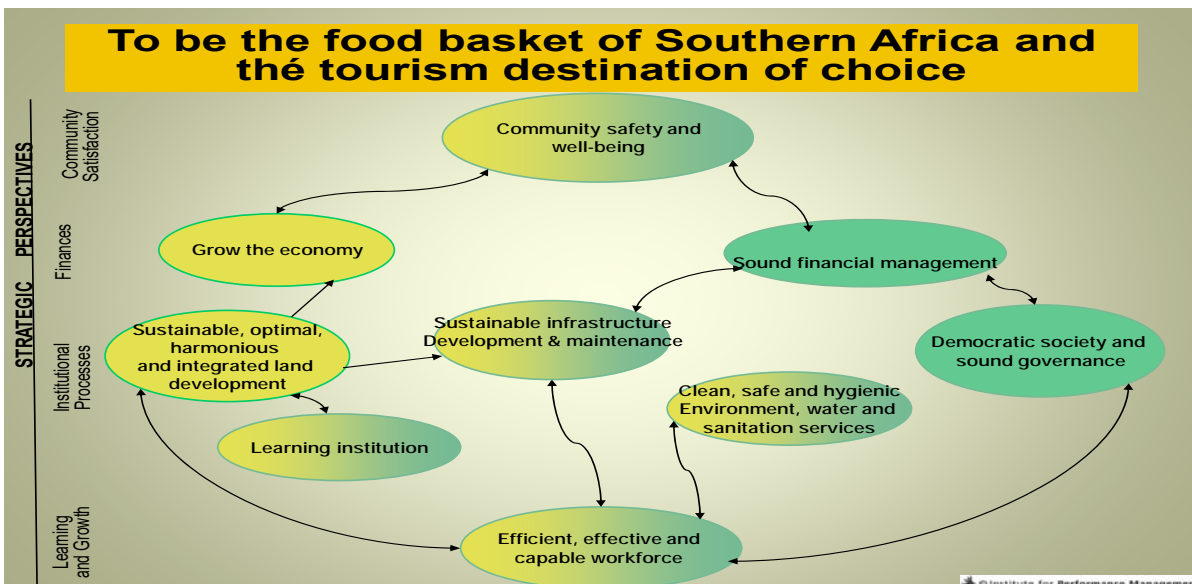 To be the food basket of Southern Africa and
thé tourism destination of choice
STRATEGIC PERSPECTIVES
Community
Satisfaction
Finances
Institutional
Processes
Learning
and Growth
Community safety and
well-being
Grow the economy
Sound financial management
Sustainable, optimal,
harmonious
and integrated land
development
Sustainable infrastructure
Development & maintenance
Democratic society and
sound governance
Clean, safe and hygienic
Environment, water and
sanitation services
Learning institution
Efficient, effective and
capable workforce
©Institute for Performance